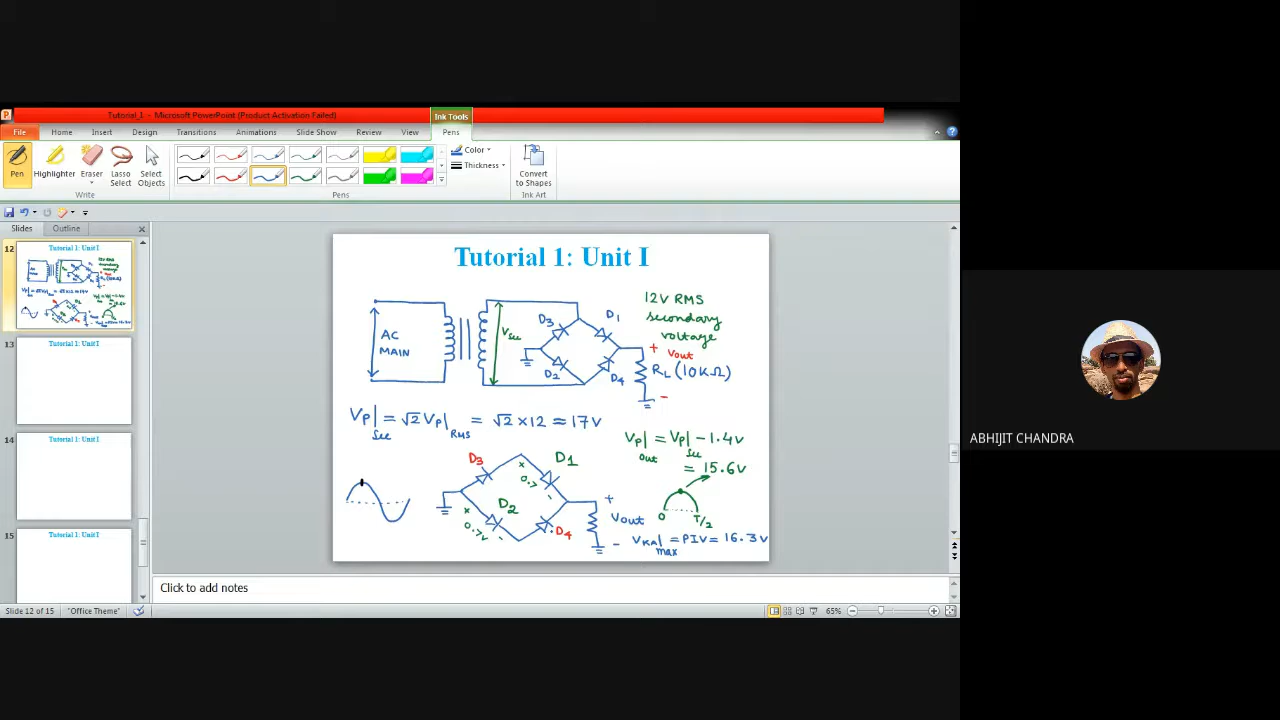 Tutorial_1 - Microsoft PowerPoint (Product Activation Failed)
Ink Tools
File
Home
Insert
Design
Transitions
Animations
Slide Show
Review
View
Pens
Pen
Highlighter
Eraser
Lasso Select
Select Objects
Write
Pens
Color
Thickness
Convert to Shapes
Ink Art
Slides
Outline
12
13
14
15
Tutorial 1: Unit I
AC MAIN
Vsec
D3
D1
D2
D4
12V RMS
secondary
voltage
+ Vout
RL (10KΩ)
-
Vp|sec = √2 Vp|RMS = √2 × 12 ≈ 17V
Vp|out = Vp|sec - 1.4V
= 15.6V
D3
D1
+ 0.7 -
D2
+ 0.7V -
D4
+
Vout
-
0
T/2
VKA|max = PIV = 16.3V
ABHIJIT CHANDRA
Click to add notes
Slide 12 of 15
"Office Theme"
65%